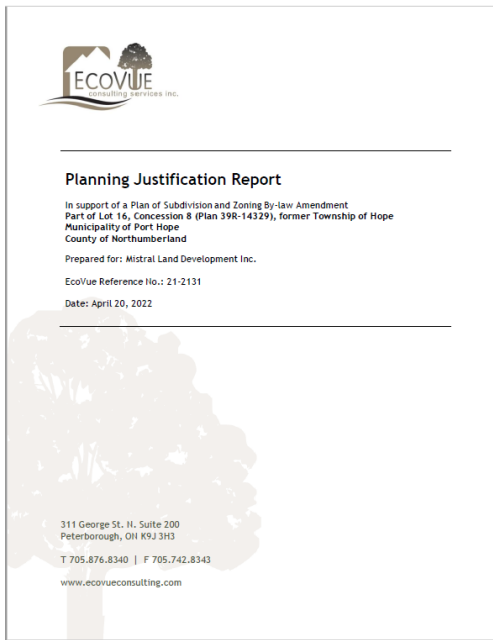 ECOVUE
consulting services inc.
Planning Justification Report
In support of a Plan of Subdivision and Zoning By-law Amendment
Part of Lot 16, Concession 8 (Plan 39R-14329), former Township of Hope
Municipality of Port Hope
County of Northumberland
Prepared for: Mistral Land Development Inc.
EcoVue Reference No.: 21-2131
Date: April 20, 2022
311 George St. N. Suite 200
Peterborough, ON K9J 3H3
T 705.876.8340 | F 705.742.8343
www.ecovueconsulting.com